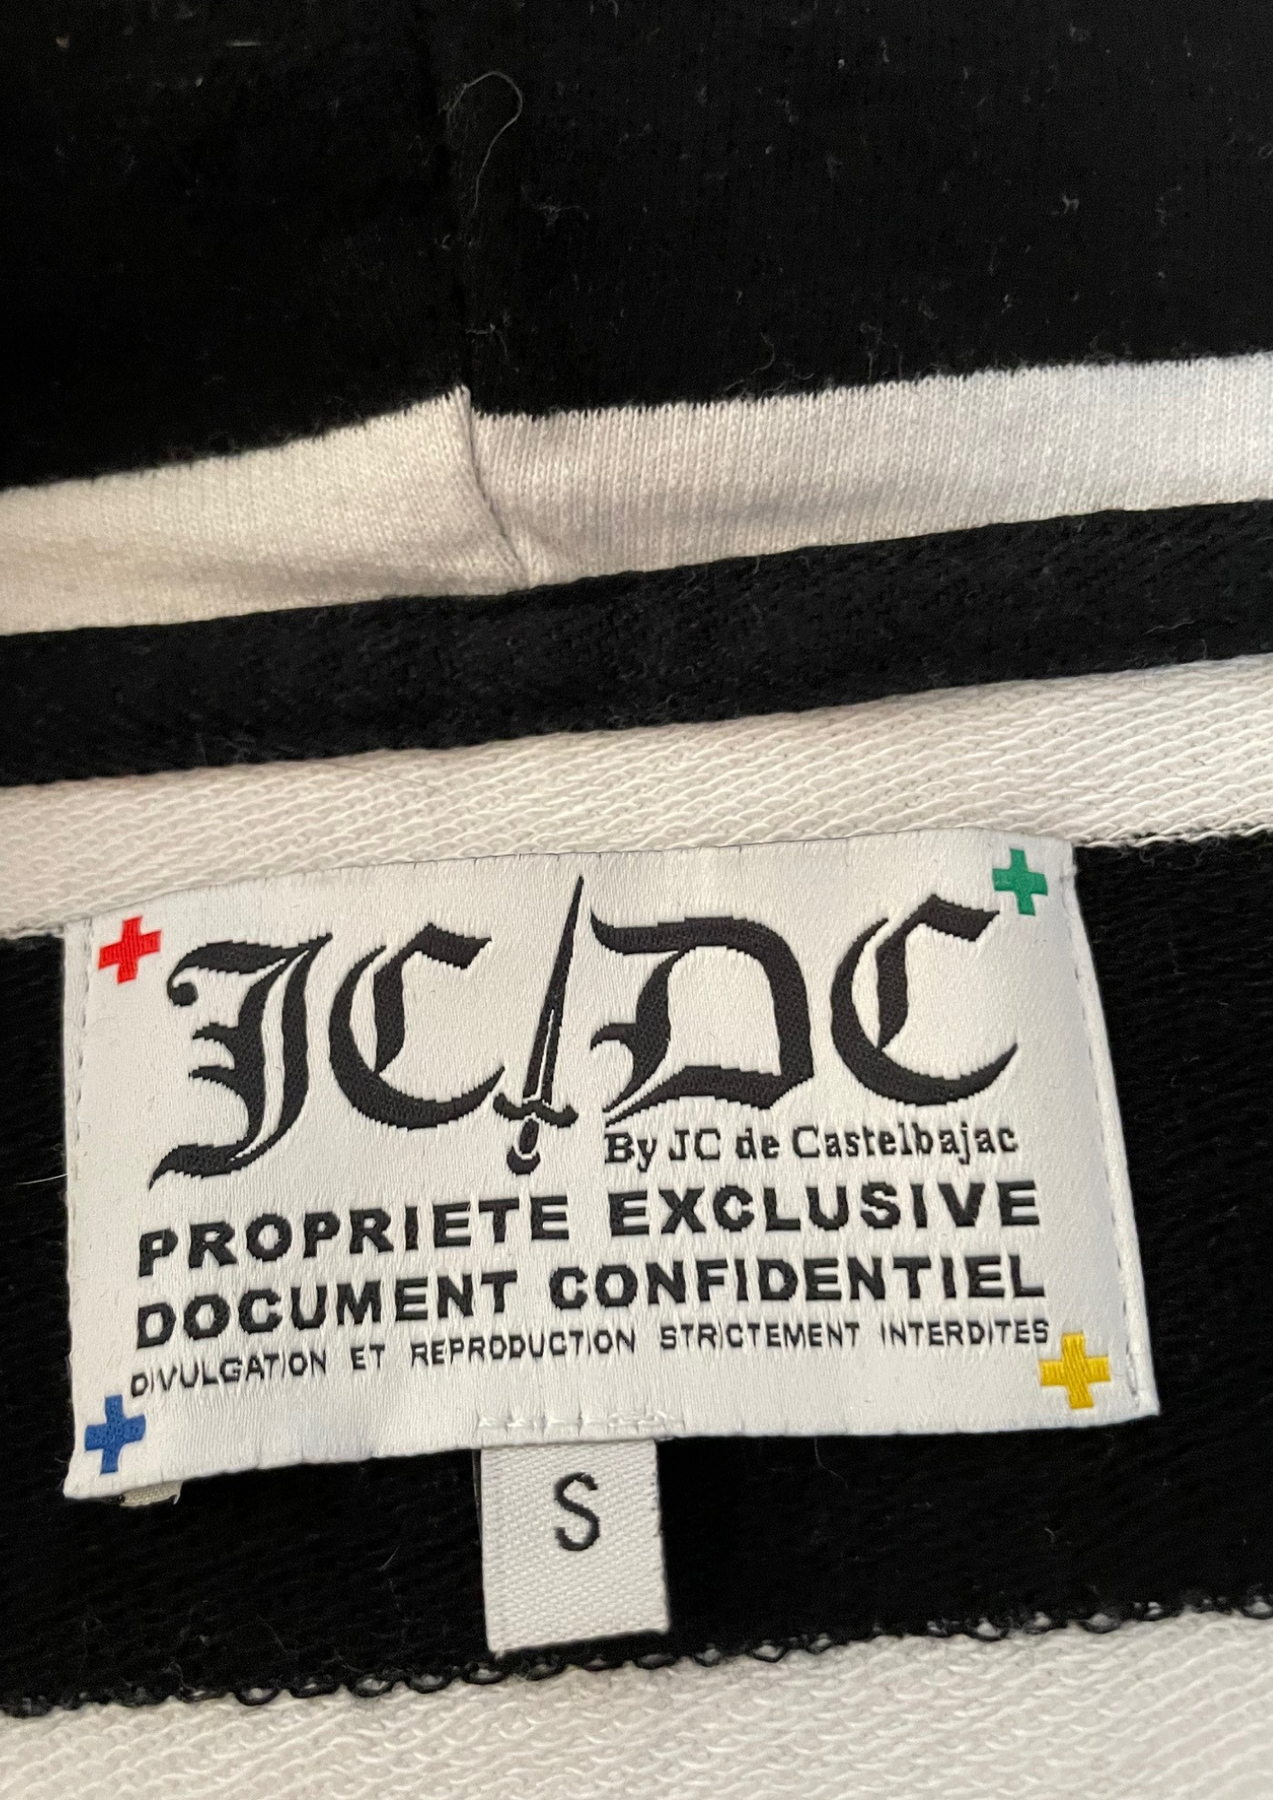 JC/DC
By JC de Castelbajac
PROPRIETE EXCLUSIVE
DOCUMENT CONFIDENTIEL
DIVULGATION ET REPRODUCTION STRICTEMENT INTERDITES
S